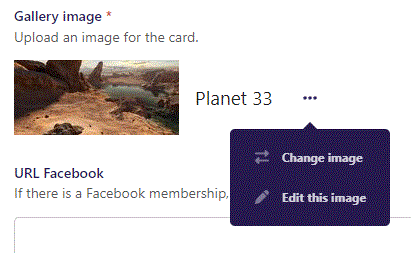 Gallery image *
Upload an image for the card.
Planet 33
Change image
Edit this image
URL Facebook
If there is a Facebook membership,